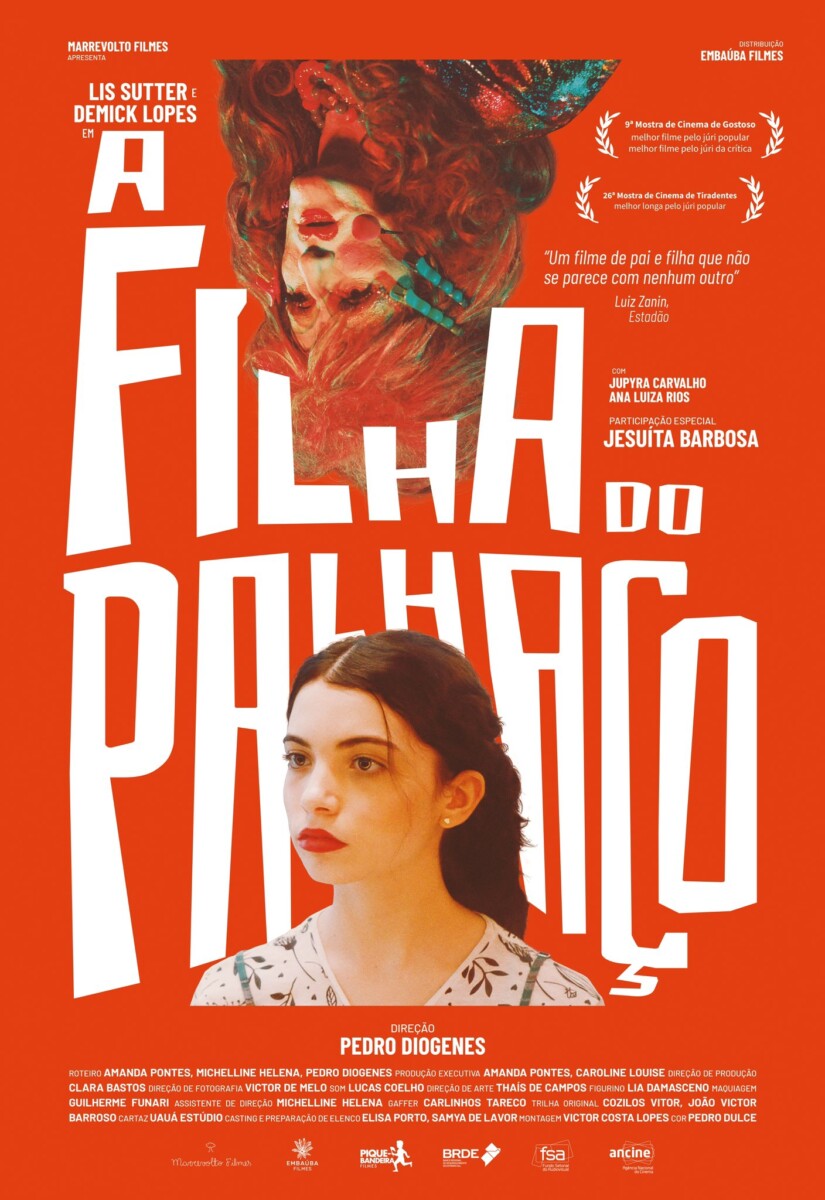 MARREVOLTO FILMES
APRESENTA
DISTRIBUIÇÃO
EMBAÚBA FILMES
LIS SUTTER E
DEMICK LOPES
EM
A
FILHA
DO
PALHAÇO
9ª Mostra de Cinema de Gostoso
melhor filme pelo júri popular
melhor filme pelo júri da crítica
26ª Mostra de Cinema de Tiradentes
melhor longa pelo júri popular
“Um filme de pai e filha que não
se parece com nenhum outro”
Luiz Zanin,
Estadão
COM
JUPYRA CARVALHO
ANA LUIZA RIOS
PARTICIPAÇÃO ESPECIAL
JESUÍTA BARBOSA
DIREÇÃO
PEDRO DIOGENES
ROTEIRO AMANDA PONTES, MICHELLINE HELENA, PEDRO DIOGENES PRODUÇÃO EXECUTIVA AMANDA PONTES, CAROLINE LOUISE DIREÇÃO DE PRODUÇÃO
CLARA BASTOS DIREÇÃO DE FOTOGRAFIA VICTOR DE MELO SOM LUCAS COELHO DIREÇÃO DE ARTE THAÍS DE CAMPOS FIGURINO LIA DAMASCENO MAQUIAGEM
GUILHERME FUNARI ASSISTENTE DE DIREÇÃO MICHELLINE HELENA GAFFER CARLINHOS TARECO TRILHA ORIGINAL COZILOS VITOR, JOÃO VICTOR
BARROSO CARTAZ UAUÁ ESTÚDIO CASTING E PREPARAÇÃO DE ELENCO ELISA PORTO, SAMYA DE LAVOR MONTAGEM VICTOR COSTA LOPES COR PEDRO DULCE
Marrevolto Filmes
EMBAÚBA
FILMES
PIQUE-
BANDEIRA
FILMES
BRDE
fsa
ancine